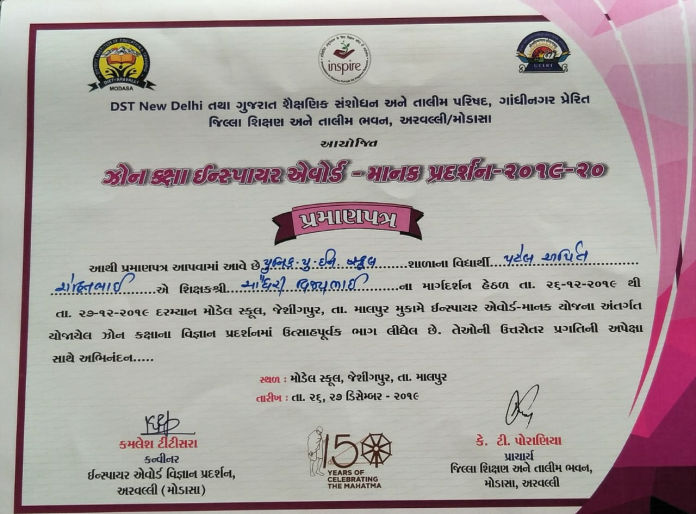 MODASA
inspire
GCERT
DST New Delhi તથા ગુજરાત શૈક્ષણિક સંશોધન અને તાલીમ પરિષદ, ગાંધીનગર પ્રેરિત
જિલ્લા શિક્ષણ અને તાલીમ ભવન, અરવલ્લી/મોડાસા
આયોજિત
ઝોન કક્ષા ઈન્સ્પાયર એવોર્ડ - માનક પ્રદર્શન-૨૦૧૯-૨૦
પ્રમાણપત્ર
આથી પ્રમાણપત્ર આપવામાં આવે છે યુનિક.યુ.ઈન સ્કૂલ શાળાના વિદ્યાર્થી પટેલ અર્પિત
એ શિક્ષકશ્રી ચૌધરી વિજયભાઈ ના માર્ગદર્શન હેઠળ તા. ૨૬-૧૨-૨૦૧૯ થી
તા. ૨૭-૧૨-૨૦૧૯ દરમ્યાન મોડેલ સ્કૂલ, જેશીંગપુર, તા. માલપુર મુકામે ઈન્સ્પાયર એવોર્ડ-માનક યોજના અંતર્ગત
યોજાયેલ ઝોન કક્ષાના વિજ્ઞાન પ્રદર્શનમાં ઉત્સાહપૂર્વક ભાગ લીધેલ છે. તેઓની ઉત્તરોતર પ્રગતિની અપેક્ષા
સાથે અભિનંદન.....
સ્થળ : મોડેલ સ્કૂલ, જેશીંગપુર, તા. માલપુર
તારીખ : તા. ૨૬, ૨૭ ડિસેમ્બર - ૨૦૧૯
કમલેશ ટીટીસરા
કન્વીનર
ઈન્સ્પાયર એવોર્ડ વિજ્ઞાન પ્રદર્શન,
અરવલ્લી (મોડાસા)
150
YEARS OF
CELEBRATING
THE MAHATMA
કે. ટી. પોરાણિયા
પ્રાચાર્ય
જિલ્લા શિક્ષણ અને તાલીમ ભવન,
મોડાસા, અરવલ્લી